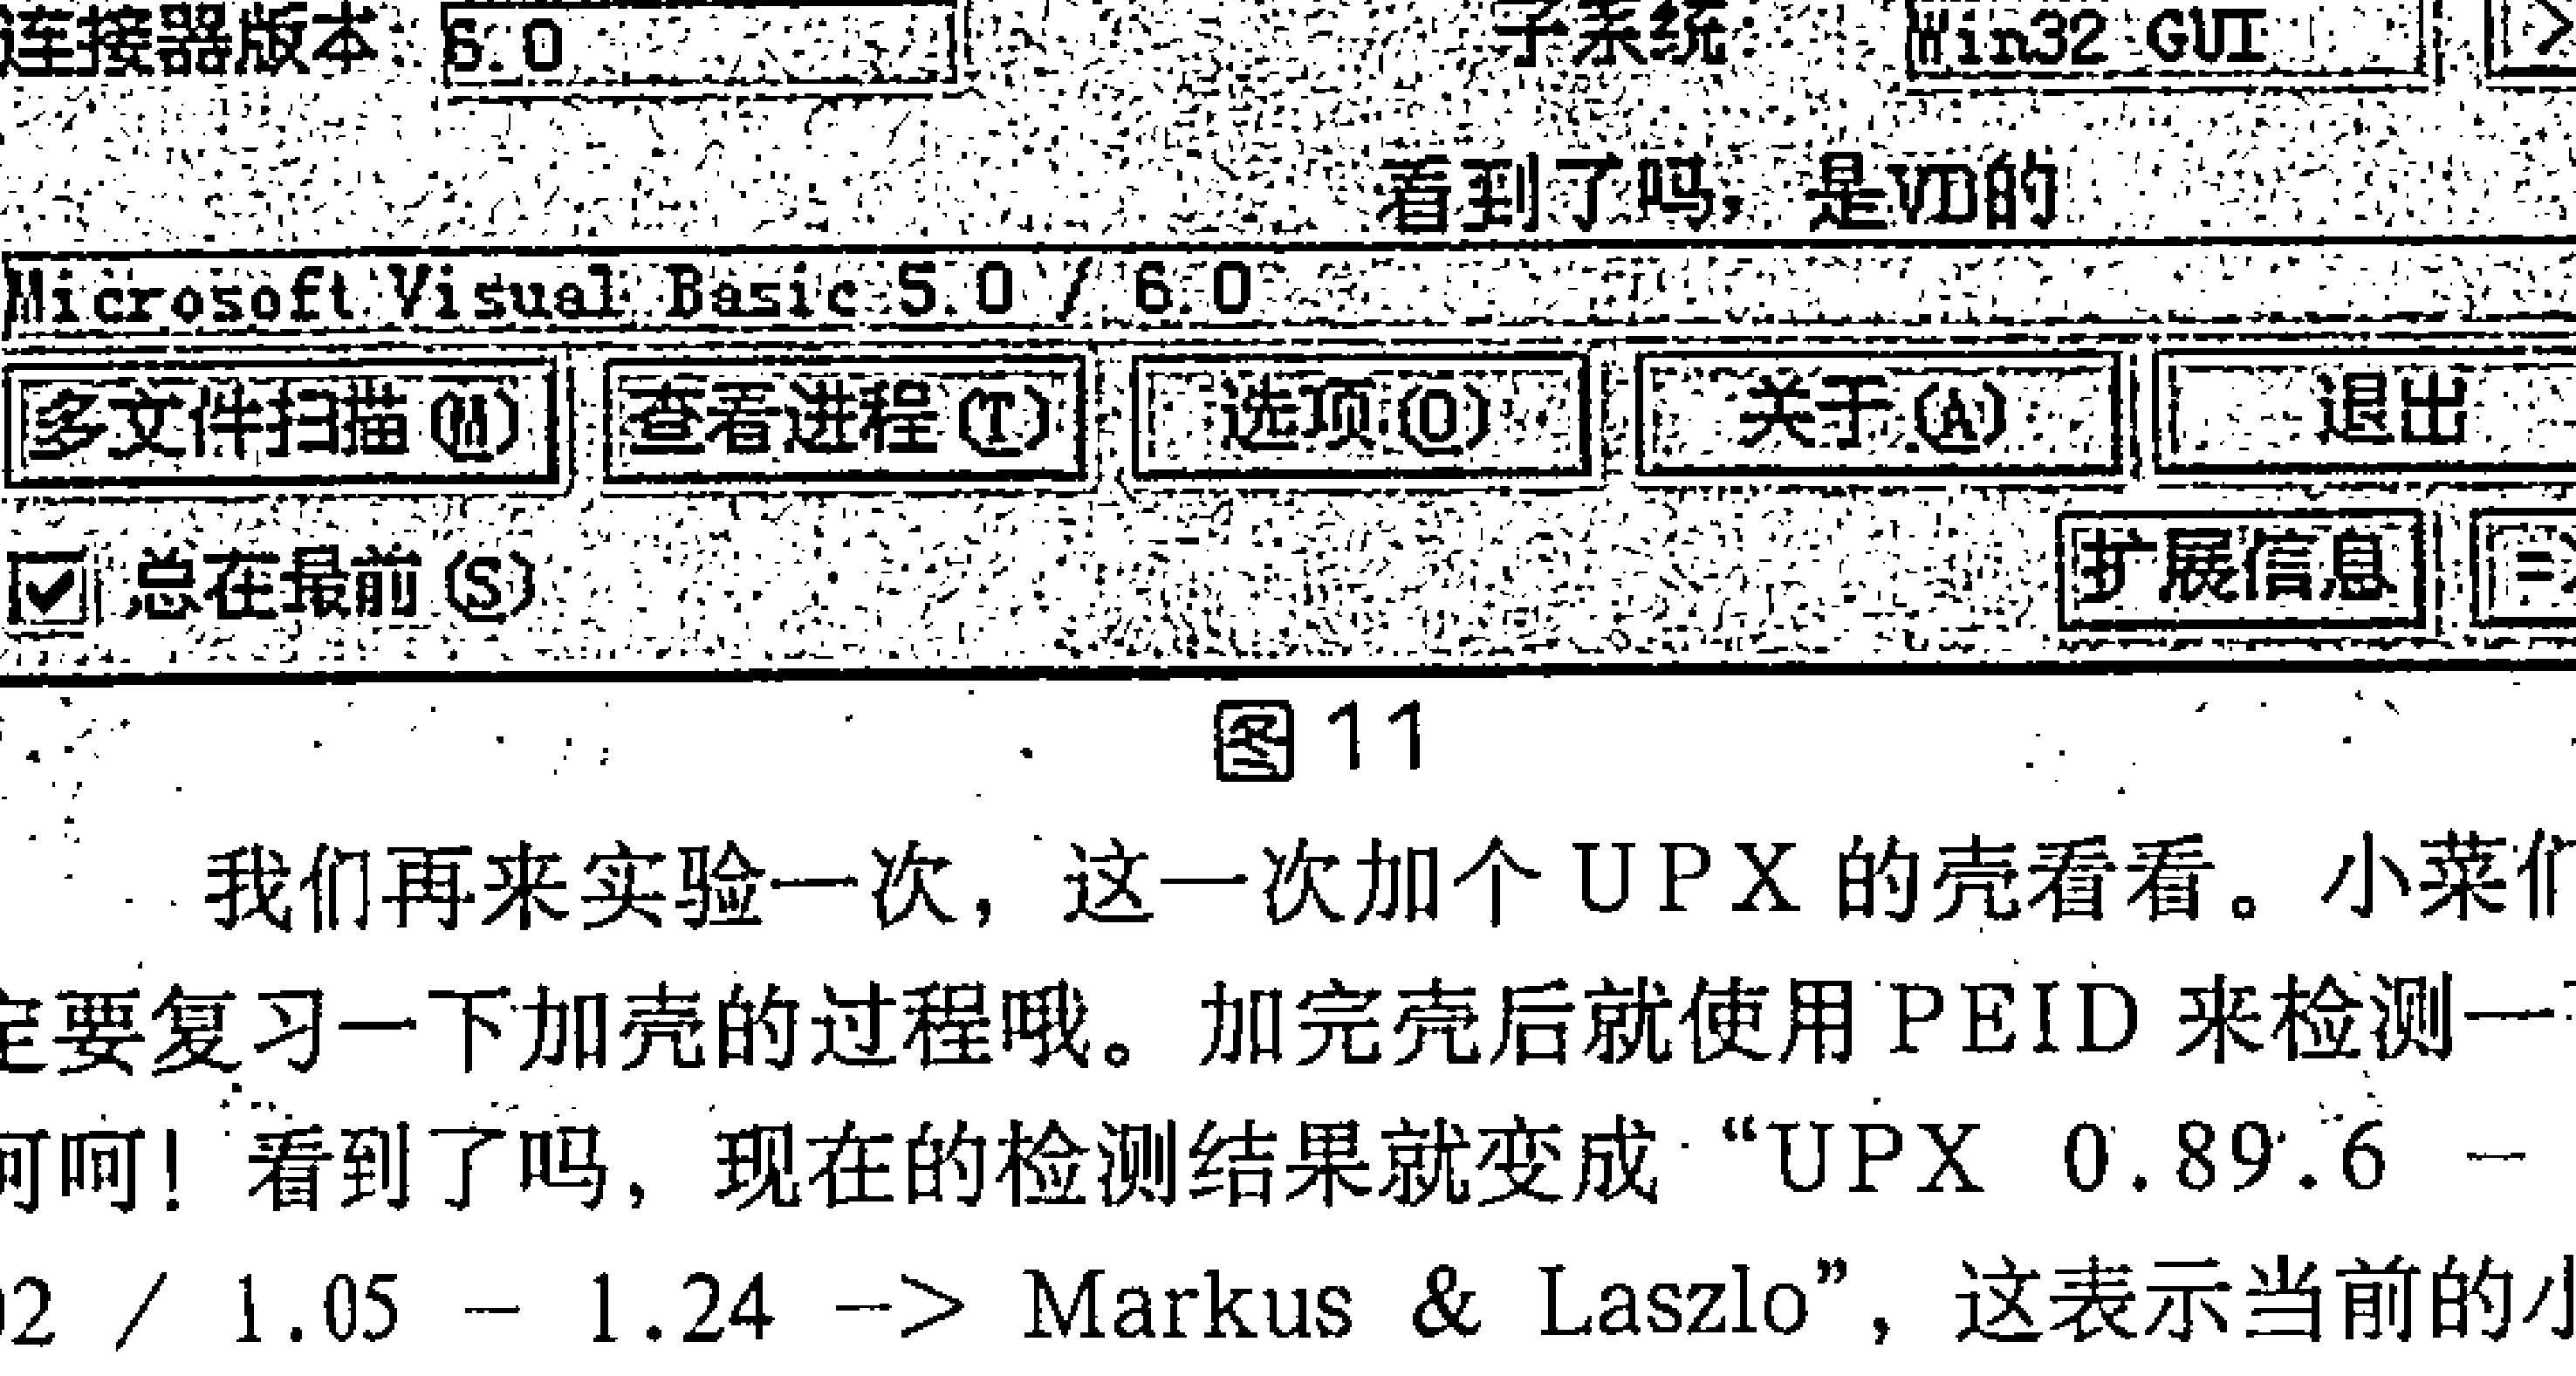 连接器版本: 6.0 子系统: Win32 GUI >
看到了吗, 是VB的
Microsoft Visual Basic 5.0 / 6.0
多文件扫描(M) 查看进程(T) 选项(O) 关于(A) 退出
总在最前(S) 扩展信息
图11
我们再来实验一次，这一次加个UPX的壳看看。小菜们
定要复习一下加壳的过程哦。加完壳后就使用PEID来检测一下
呵呵！看到了吗，现在的检测结果就变成“UPX 0.89.6 -
02 / 1.05 - 1.24 -> Markus & Laszlo”，这表示当前的小